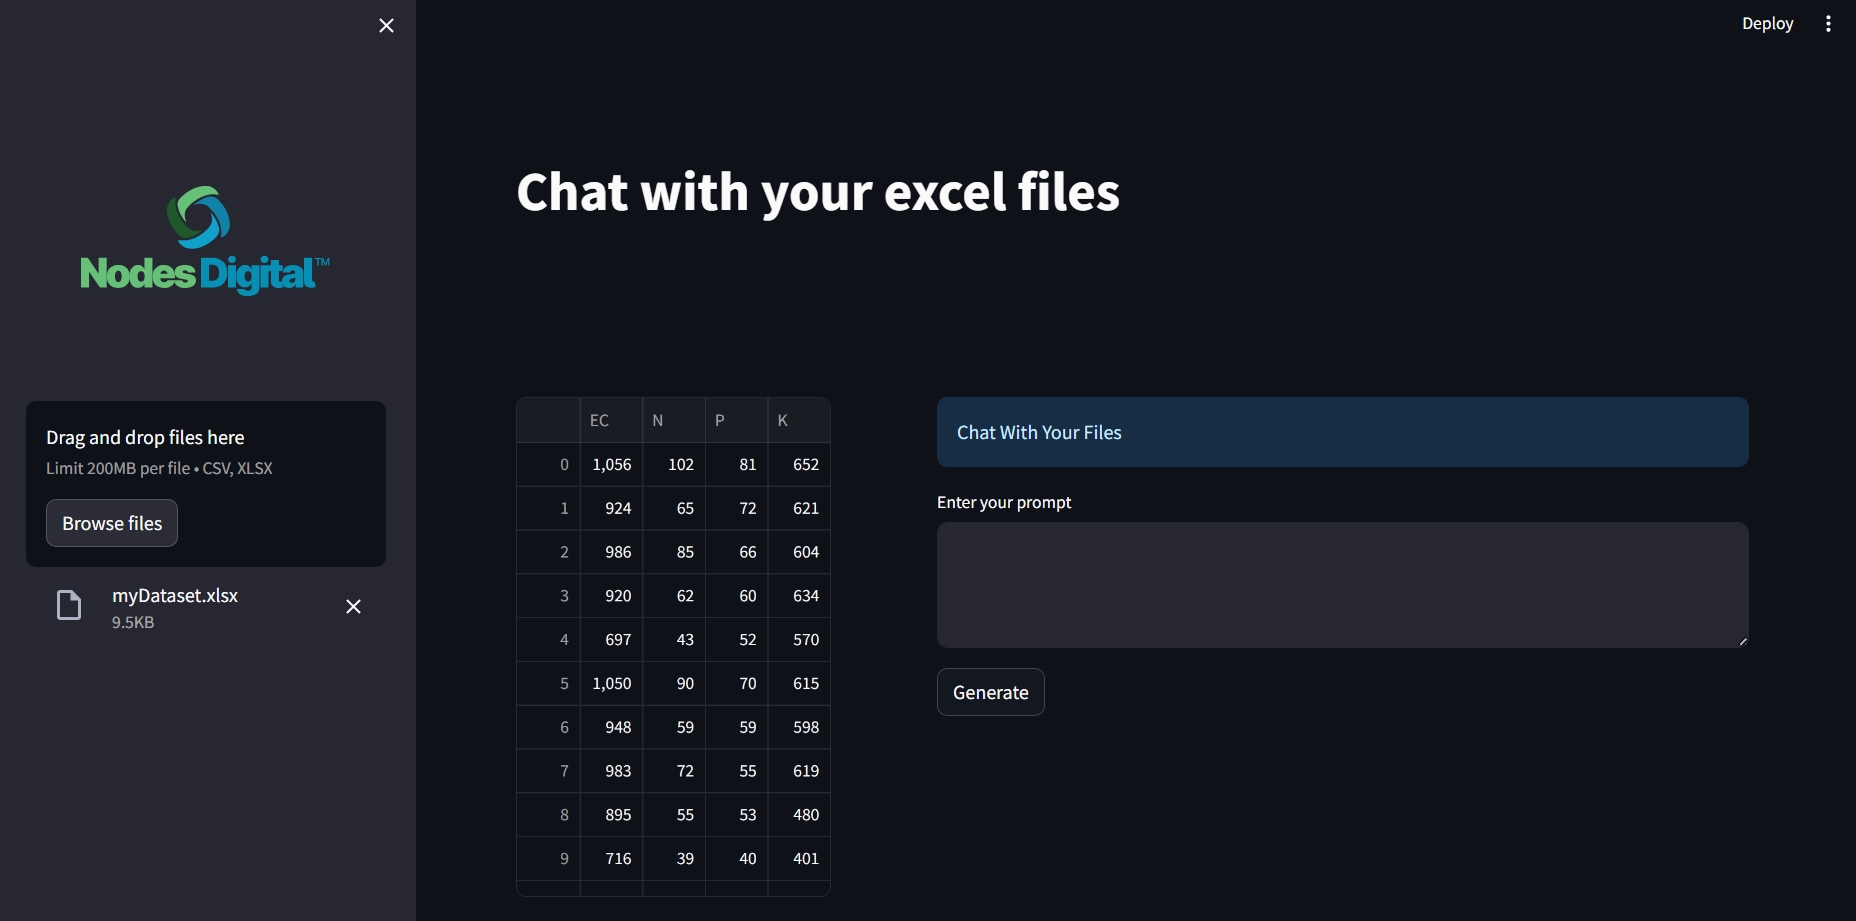 Deploy
Nodes Digital™
Drag and drop files here
Limit 200MB per file • CSV, XLSX
Browse files
myDataset.xlsx
9.5KB
Chat with your excel files
EC N P K
0 1,056 102 81 652
1 924 65 72 621
2 986 85 66 604
3 920 62 60 634
4 697 43 52 570
5 1,050 90 70 615
6 948 59 59 598
7 983 72 55 619
8 895 55 53 480
9 716 39 40 401
Chat With Your Files
Enter your prompt
Generate